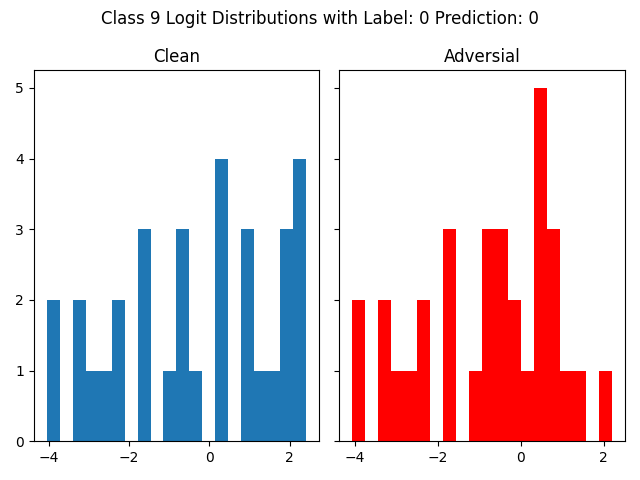 Class 9 Logit Distributions with Label: 0 Prediction: 0
Clean
Adversial
5
4
3
2
1
0
−4 −2 0 2
−4 −2 0 2